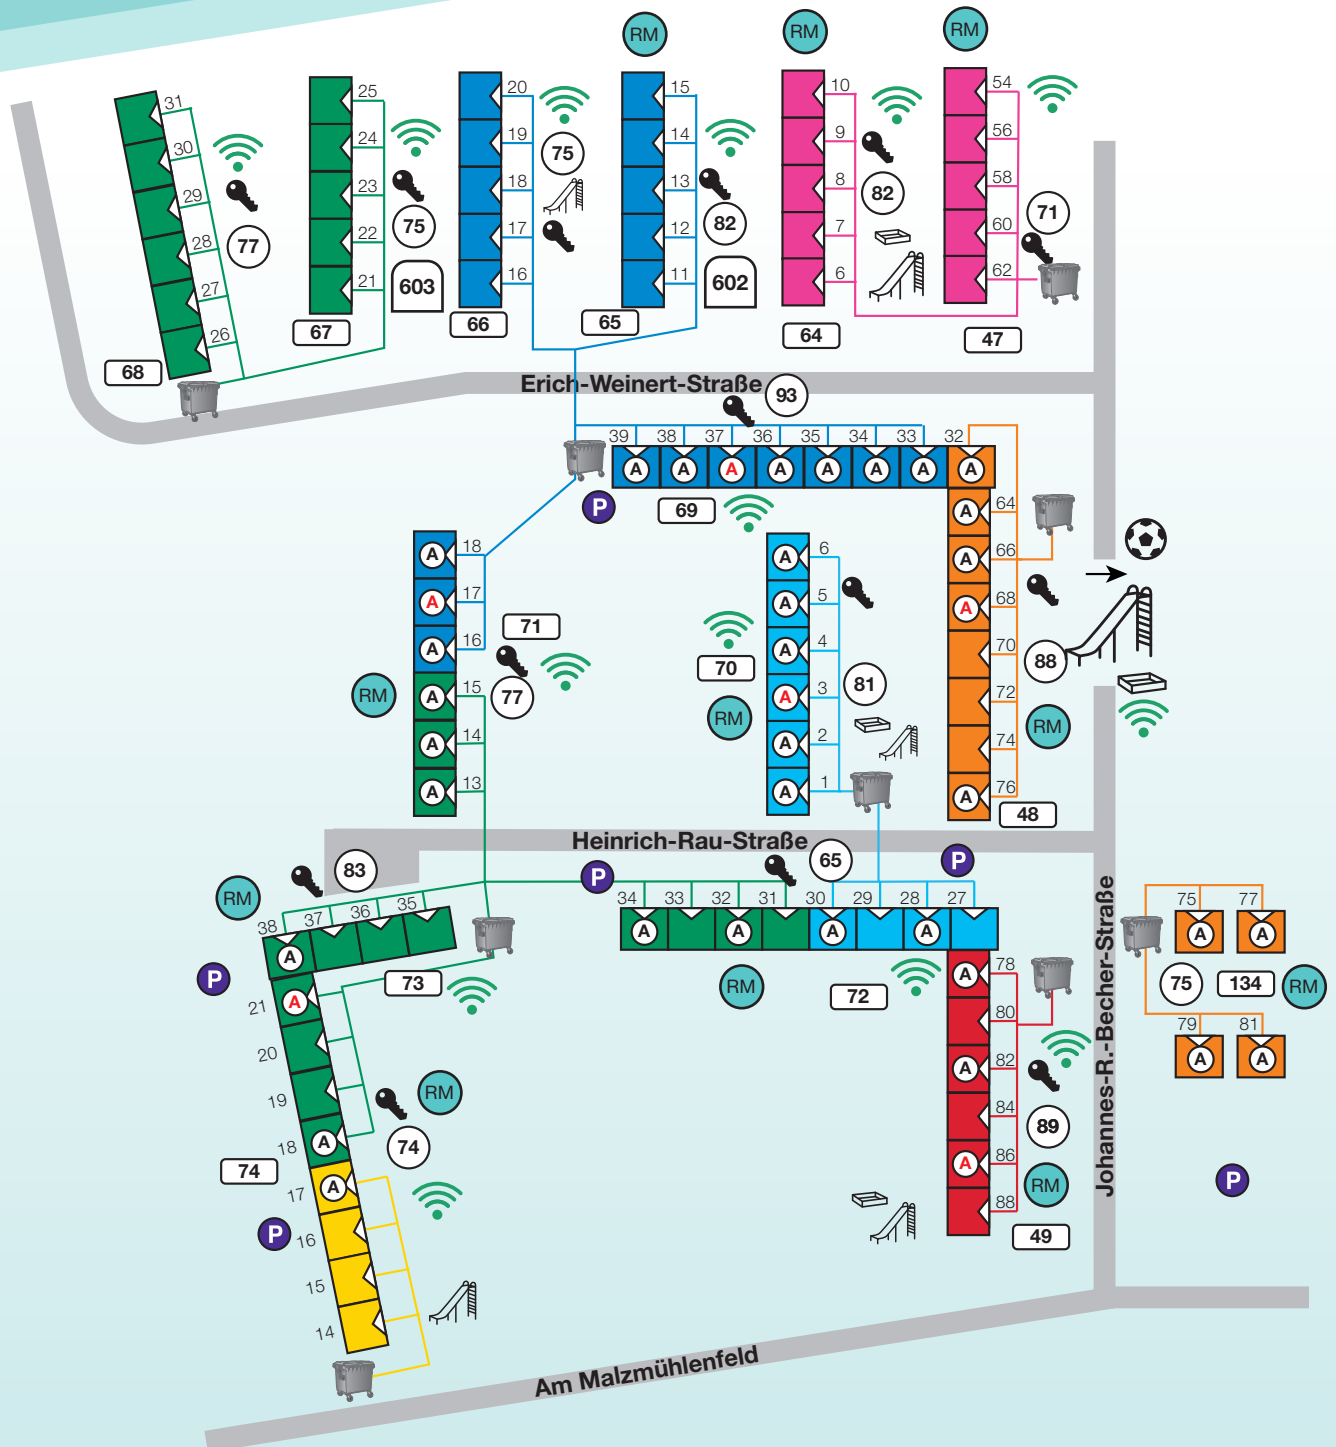 RM
RM
RM
31
30
29
28
27
26
77
68
25
24
23
22
21
75
603
67
20
19
18
17
16
75
66
15
14
13
12
11
82
602
65
10
9
8
7
6
82
64
54
56
58
60
62
71
47
Erich-Weinert-Straße
93
39 38 37 36 35 34 33 32
A A A A A A A A
P
69
64
66
68
70
72
74
76
A
A
A
A
88
RM
48
18
17
16
15
14
13
A
A
A
A
A
A
71
77
RM
6
5
4
3
2
1
A
A
A
A
A
A
70
81
RM
Heinrich-Rau-Straße
83
RM
38 37 36 35
A
P
73
21
20
19
18
17
16
15
14
A
A
A
RM
74
74
P
P
65
P
34 33 32 31 30 29 28 27
A A A A
RM
72
78
80
82
84
86
88
A
A
A
89
RM
49
Johannes-R.-Becher-Straße
75 77
A A
75
134
RM
79 81
A A
P
Am Malzmühlenfeld